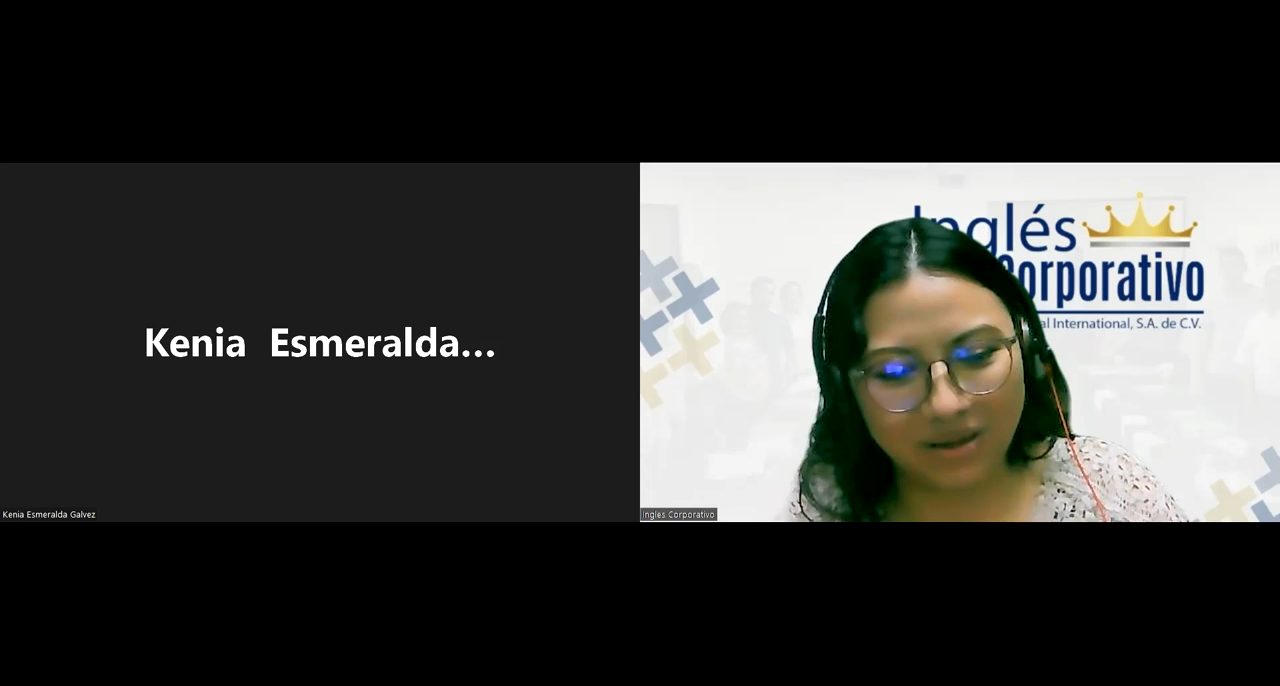 Kenia Esmeralda...
Kenia Esmeralda Galvez
Inglés
Corporativo
al International, S.A. de C.V.
Ingles Corporativo